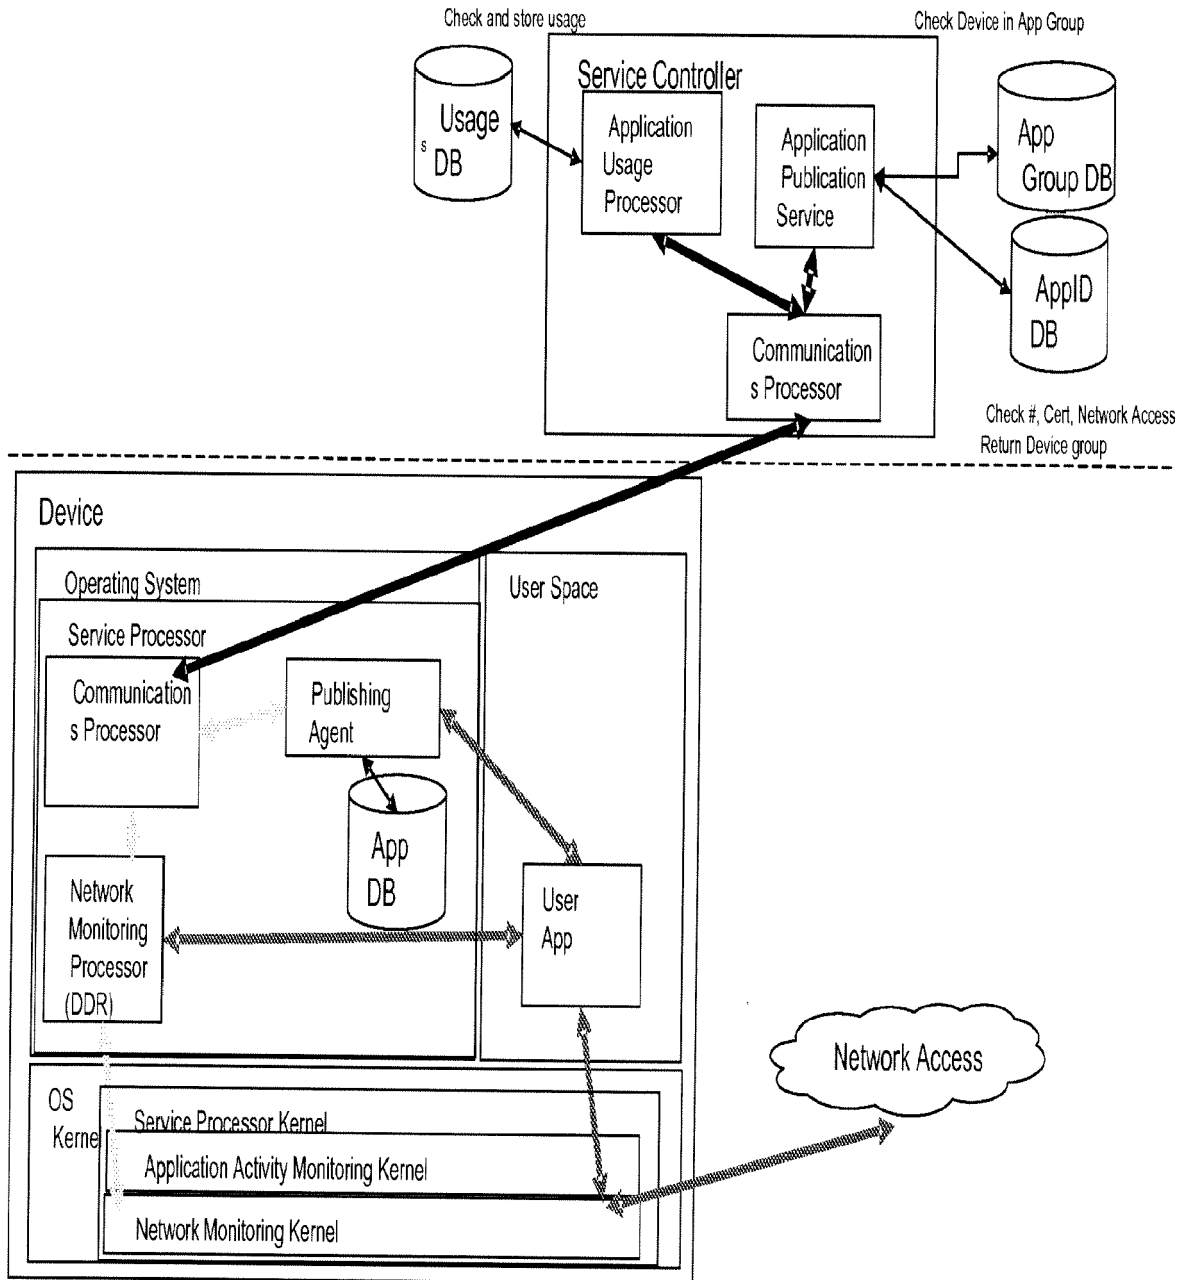 Check and store usage
Check Device in App Group
Service Controller
Usage
s
DB
Application
Usage
Processor
Application
Publication
Service
App
Group DB
AppID
DB
Communication
s Processor
Check #, Cert, Network Access
Return Device group
Device
Operating System
User Space
Service Processor
Communication
s Processor
Publishing
Agent
App
DB
Network
Monitoring
Processor
(DDR)
User
App
Network Access
OS
Kernel
Service Processor Kernel
Application Activity Monitoring Kernel
Network Monitoring Kernel